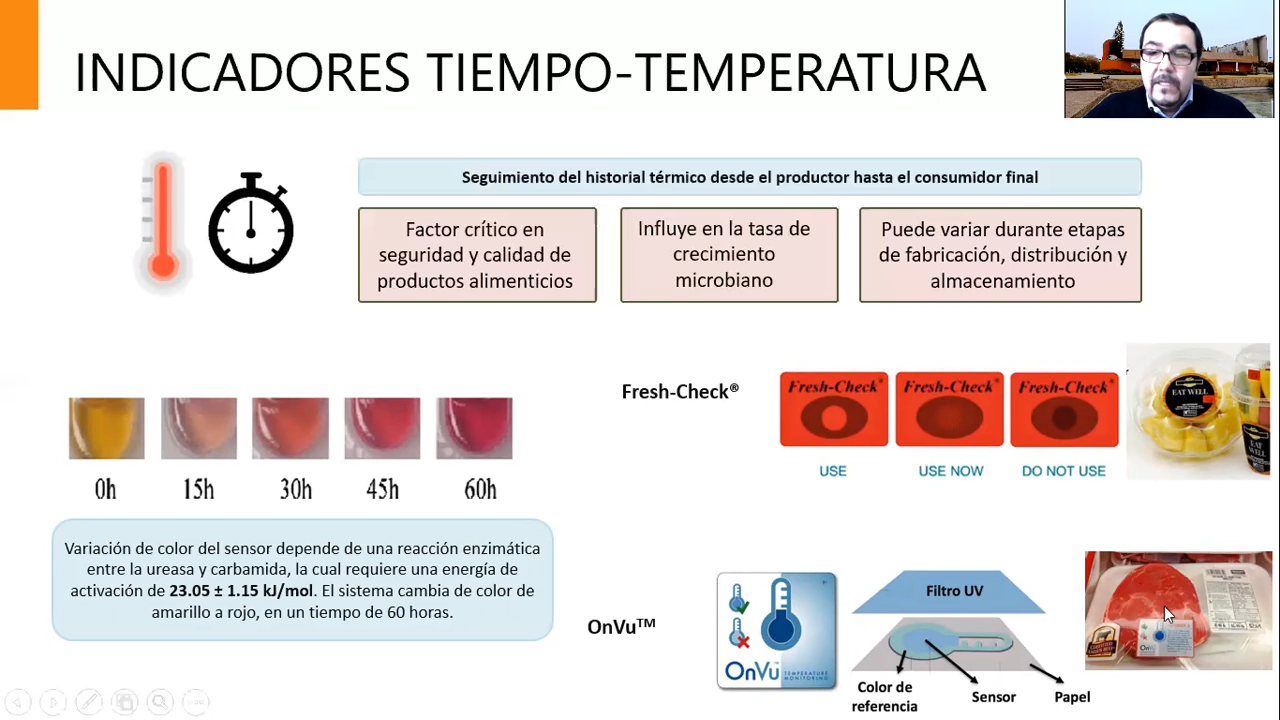 INDICADORES TIEMPO-TEMPERATURA
Seguimiento del historial térmico desde el productor hasta el consumidor final
Factor crítico en
seguridad y calidad de
productos alimenticios
Influye en la tasa de
crecimiento
microbiano
Puede variar durante etapas
de fabricación, distribución y
almacenamiento
0h
15h
30h
45h
60h
Variación de color del sensor depende de una reacción enzimática
entre la ureasa y carbamida, la cual requiere una energía de
activación de 23.05 ± 1.15 kJ/mol. El sistema cambia de color de
amarillo a rojo, en un tiempo de 60 horas.
Fresh-Check®
Fresh-Check®
Fresh-Check®
Fresh-Check®
USE
USE NOW
DO NOT USE
EAT WELL
EAT WELL
OnVu™
OnVu
TEMPERATURE
MONITORING
Filtro UV
Color de
referencia
Sensor
Papel
OnVu